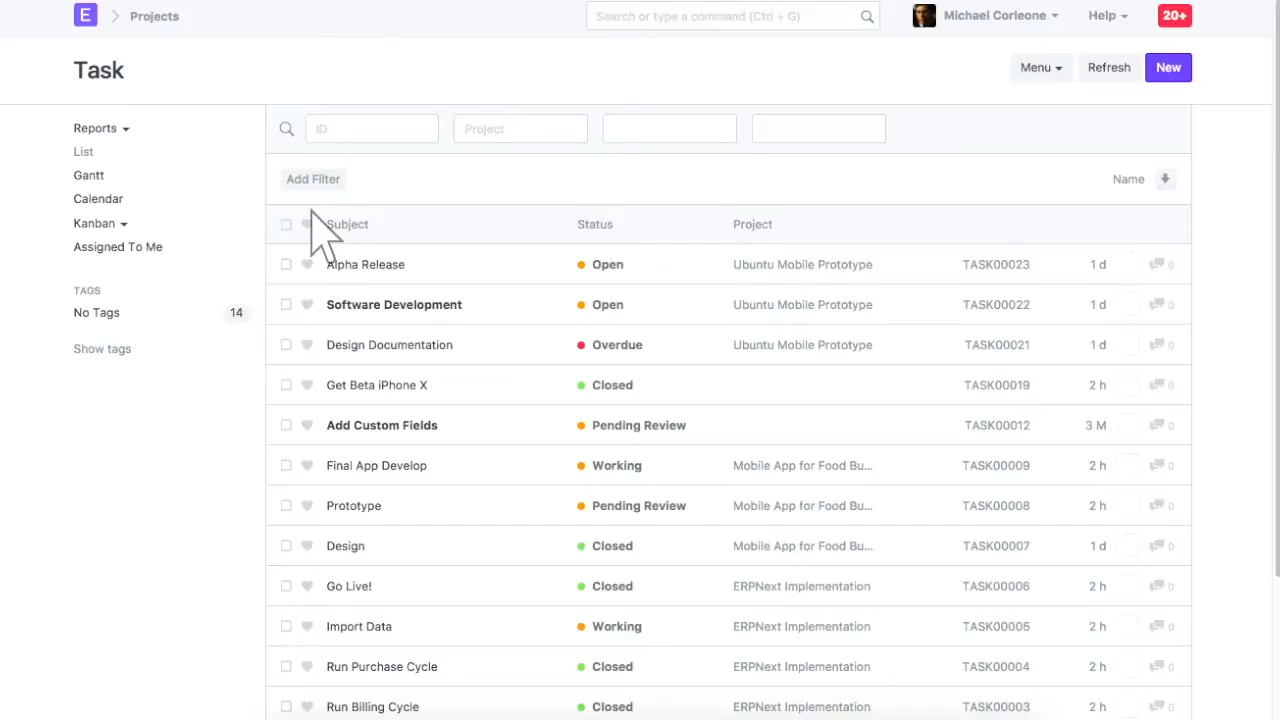 E Projects Search or type a command (Ctrl + G) Michael Corleone Help 20+
Task Menu Refresh New
Reports
List
Gantt
Calendar
Kanban
Assigned To Me
TAGS
No Tags 14
Show tags
ID Project
Add Filter Name
Subject Status Project
Alpha Release Open Ubuntu Mobile Prototype TASK00023 1 d 0
Software Development Open Ubuntu Mobile Prototype TASK00022 1 d 0
Design Documentation Overdue Ubuntu Mobile Prototype TASK00021 1 d 0
Get Beta iPhone X Closed TASK00019 2 h 0
Add Custom Fields Pending Review TASK00012 3 M 0
Final App Develop Working Mobile App for Food Bu... TASK00009 2 h 0
Prototype Pending Review Mobile App for Food Bu... TASK00008 2 h 0
Design Closed Mobile App for Food Bu... TASK00007 1 d 0
Go Live! Closed ERPNext Implementation TASK00006 2 h 0
Import Data Working ERPNext Implementation TASK00005 2 h 0
Run Purchase Cycle Closed ERPNext Implementation TASK00004 2 h 0
Run Billing Cycle Closed ERPNext Implementation TASK00003 2 h 0